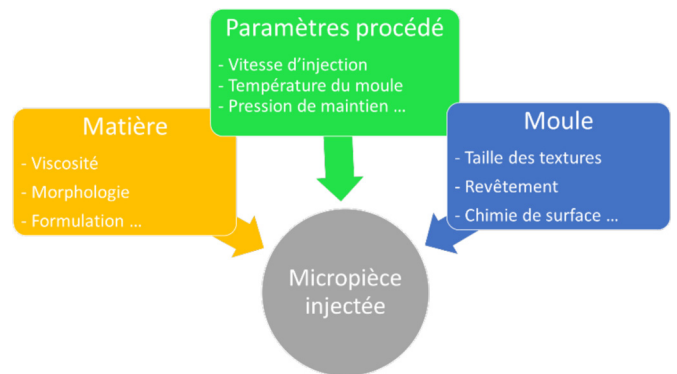 Paramètres procédé
- Vitesse d'injection
- Température du moule
- Pression de maintien ...
Matière
- Viscosité
- Morphologie
- Formulation ...
Moule
- Taille des textures
- Revêtement
- Chimie de surface ...
Micropièce
injectée